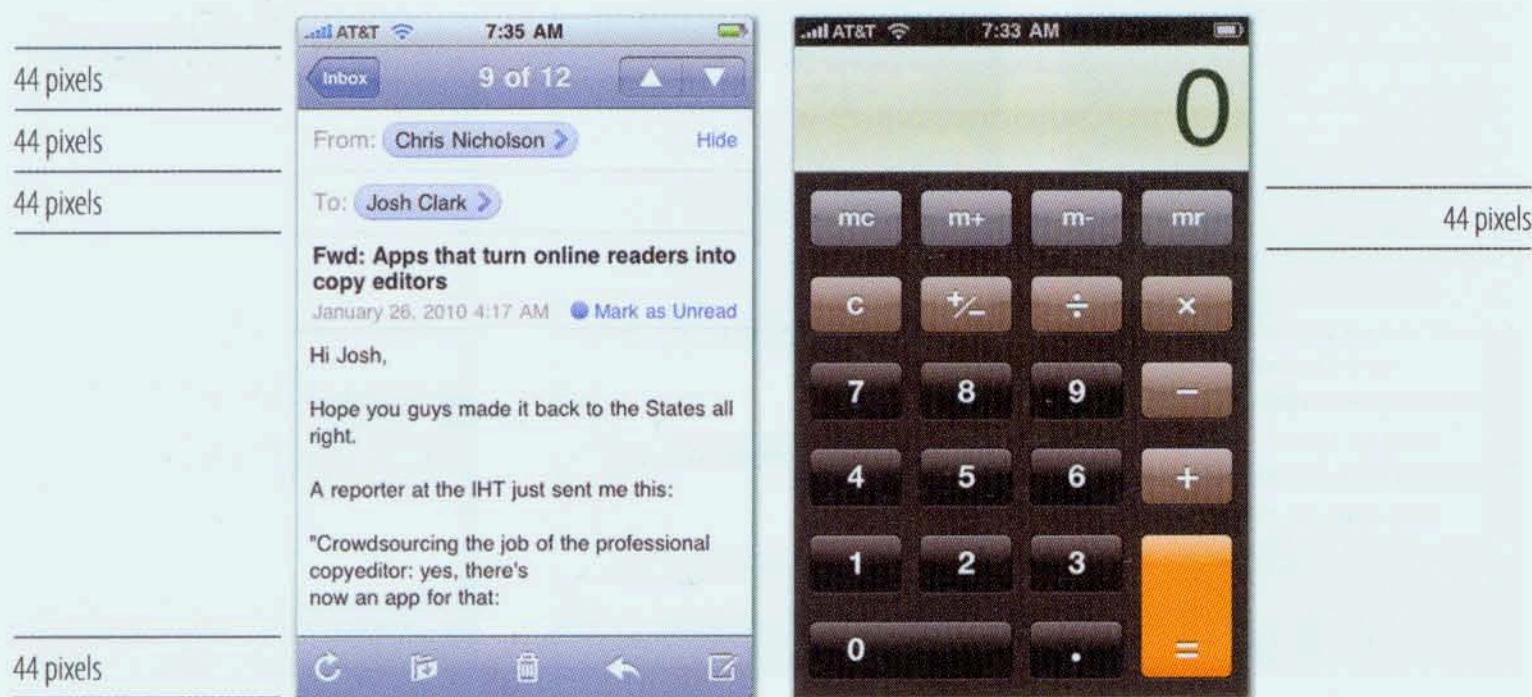 44 pixels
44 pixels
44 pixels
44 pixels
AT&T 7:35 AM
Inbox 9 of 12
From: Chris Nicholson Hide
To: Josh Clark
Fwd: Apps that turn online readers into
copy editors
January 26, 2010 4:17 AM Mark as Unread
Hi Josh,
Hope you guys made it back to the States all
right.
A reporter at the IHT just sent me this:
"Crowdsourcing the job of the professional
copyeditor: yes, there's
now an app for that:
AT&T 7:33 AM
0
mc m+ m- mr
c +/− ÷ ×
7 8 9 −
4 5 6 +
1 2 3
0 . =
44 pixels